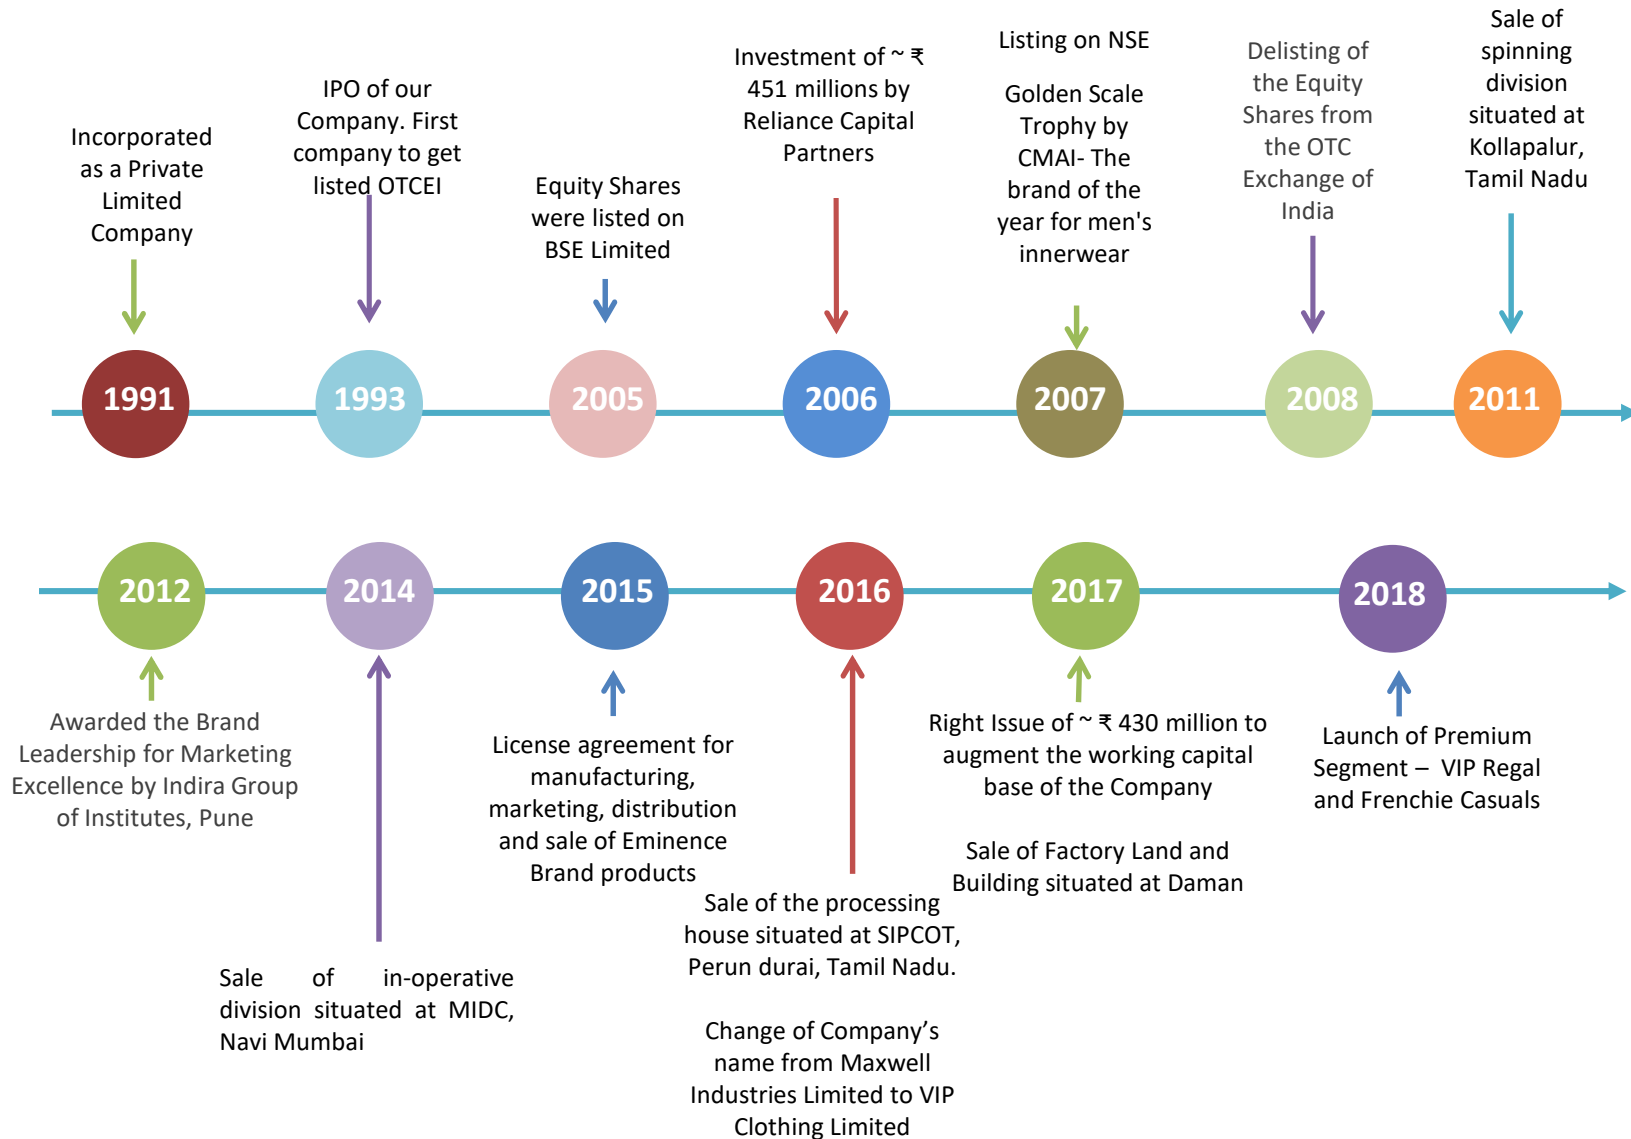 Incorporated
as a Private
Limited
Company
IPO of our
Company. First
company to get
listed OTCEI
Equity Shares
were listed on
BSE Limited
Investment of ~ ₹
451 millions by
Reliance Capital
Partners
Listing on NSE
Golden Scale
Trophy by
CMAI- The
brand of the
year for men's
innerwear
Delisting of
the Equity
Shares from
the OTC
Exchange of
India
Sale of
spinning
division
situated at
Kollapalur,
Tamil Nadu
1991
1993
2005
2006
2007
2008
2011
2012
2014
2015
2016
2017
2018
Awarded the Brand
Leadership for Marketing
Excellence by Indira Group
of Institutes, Pune
Sale of in-operative
division situated at MIDC,
Navi Mumbai
License agreement for
manufacturing,
marketing, distribution
and sale of Eminence
Brand products
Sale of the processing
house situated at SIPCOT,
Perun durai, Tamil Nadu.
Change of Company’s
name from Maxwell
Industries Limited to VIP
Clothing Limited
Right Issue of ~ ₹ 430 million to
augment the working capital
base of the Company
Sale of Factory Land and
Building situated at Daman
Launch of Premium
Segment – VIP Regal
and Frenchie Casuals